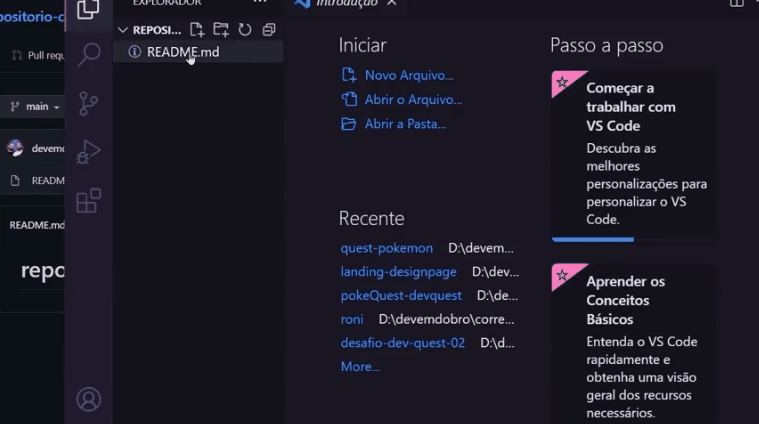 positorio-c
Pull requ
main
devemd
README
README.md
repo
EXPLORADOR
REPOSI...
README.md
Introdução
Iniciar
Novo Arquivo...
Abrir o Arquivo...
Abrir a Pasta...
Recente
quest-pokemon D:\devem...
landing-designpage D:\dev...
pokeQuest-devquest D:\de...
roni D:\devemdobro\corre...
desafio-dev-quest-02 D:\d...
More...
Passo a passo
Começar a
trabalhar com
VS Code
Descubra as
melhores
personalizações para
personalizar o VS
Code.
Aprender os
Conceitos
Básicos
Entenda o VS Code
rapidamente e
obtenha uma visão
geral dos recursos
necessários.